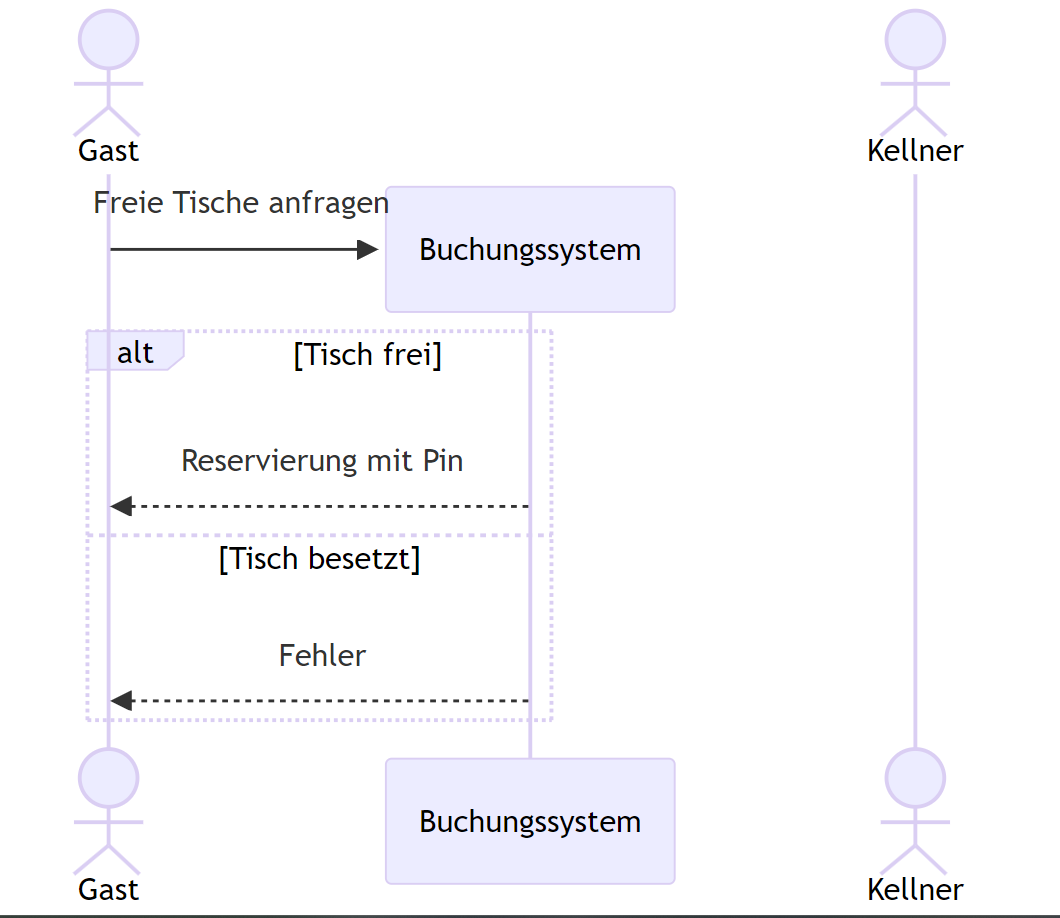 Gast
Kellner
Freie Tische anfragen
Buchungssystem
alt
[Tisch frei]
Reservierung mit Pin
[Tisch besetzt]
Fehler
Buchungssystem
Gast
Kellner